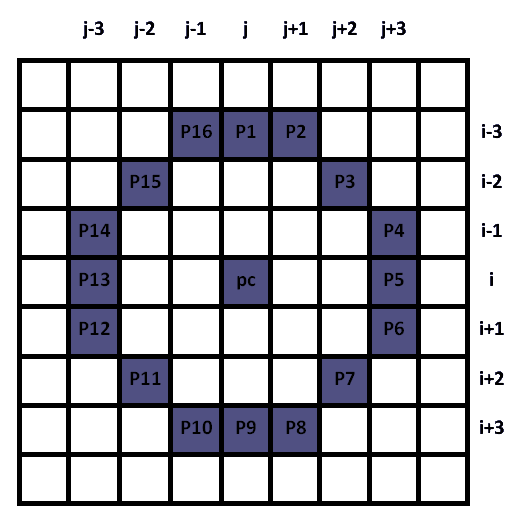 j-3 j-2 j-1 j j+1 j+2 j+3
P16 P1 P2 i-3
P15 P3 i-2
P14 P4 i-1
P13 pc P5 i
P12 P6 i+1
P11 P7 i+2
P10 P9 P8 i+3